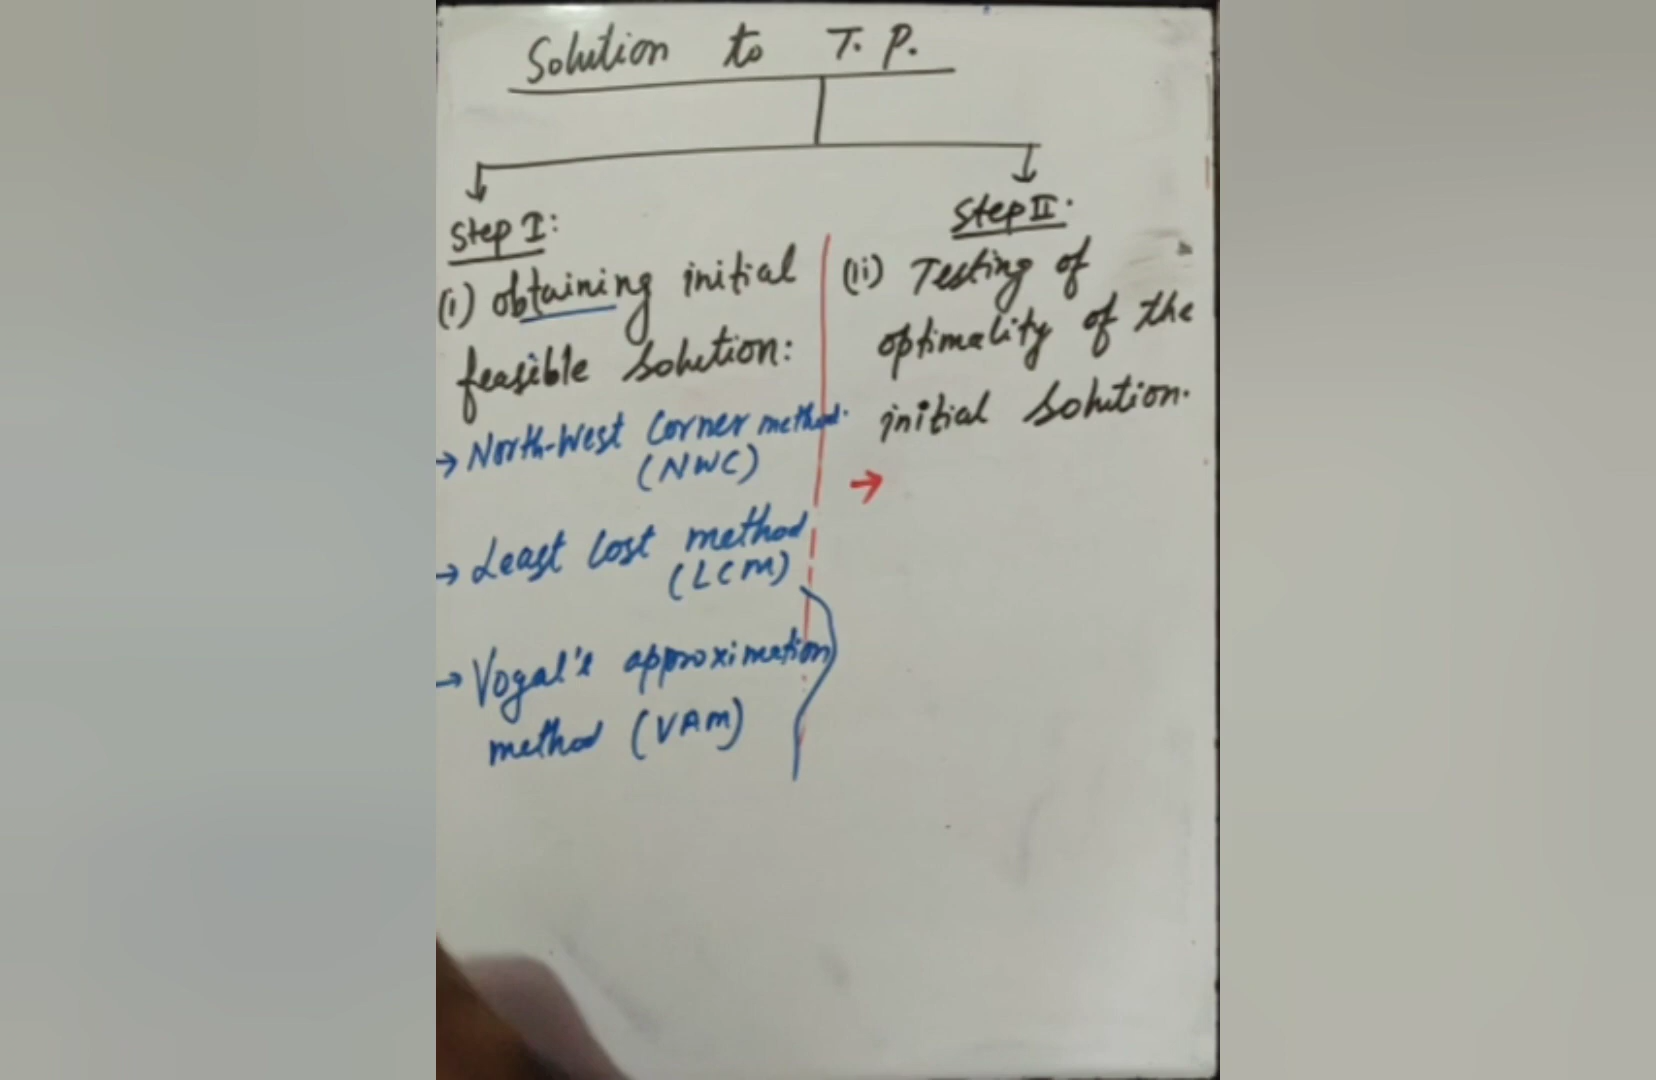 Solution to T. P.
Step I:
(i) obtaining initial
feasible solution:
→ North-West Corner method.
(NWC)
→ Least Cost method
(LCM)
→ Vogal's approximation
method (VAM)
Step II.
(ii) Testing of
optimality of the
initial solution.
→